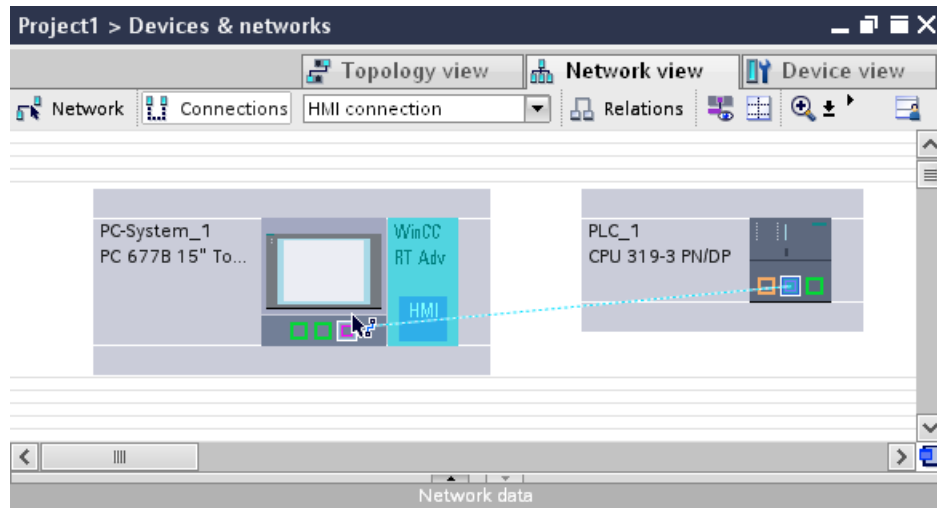 Project1 > Devices & networks
Topology view
Network view
Device view
Network
Connections
HMI connection
Relations
PC-System_1
PC 677B 15" To...
WinCC
RT Adv
HMI
PLC_1
CPU 319-3 PN/DP
Network data